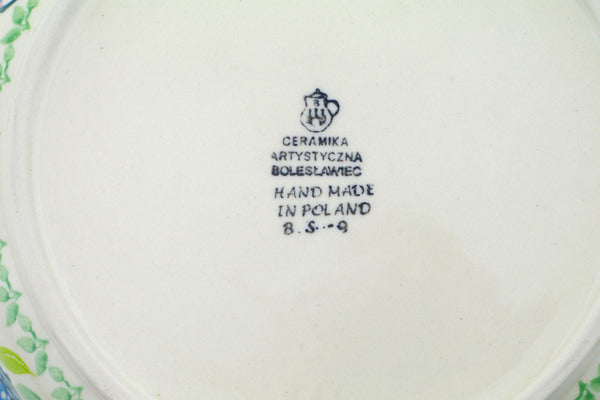 B
CERAMIKA
ARTYSTYCZNA
BOLESŁAWIEC
HAND MADE
IN POLAND
B.S.--9